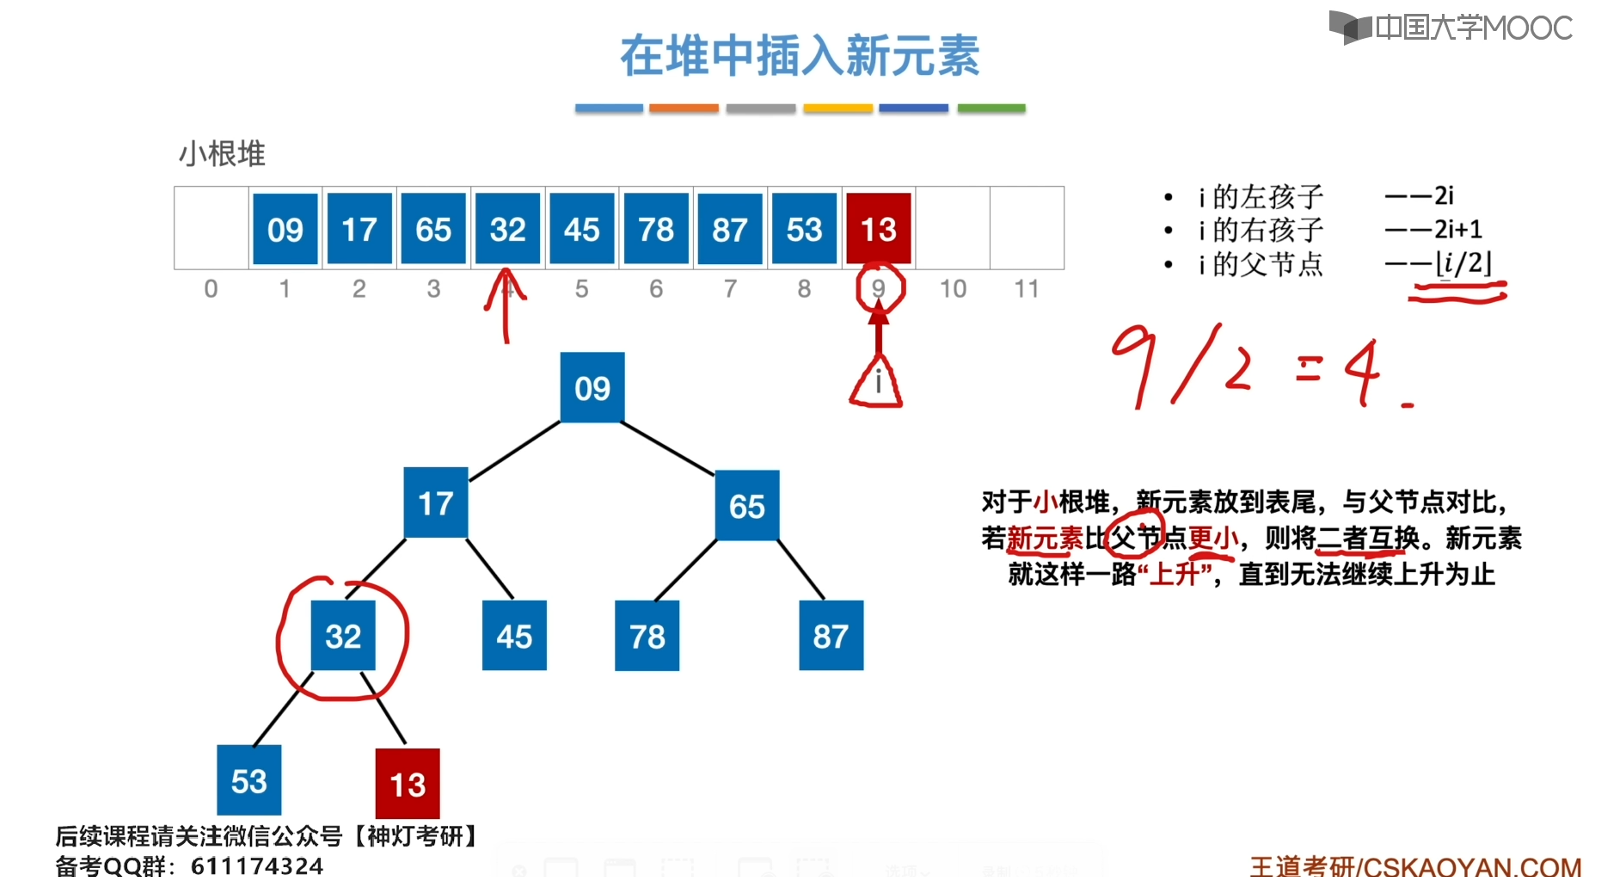 中国大学MOOC
在堆中插入新元素
小根堆
09 17 65 32 45 78 87 53 13
0 1 2 3 4 5 6 7 8 9 10 11
i
• i 的左孩子 ——2i
• i 的右孩子 ——2i+1
• i 的父节点 ——⌊i/2⌋
9/2=4.
09
17 65
32 45 78 87
53 13
对于小根堆，新元素放到表尾，与父节点对比，
若新元素比父节点更小，则将二者互换。新元素
就这样一路“上升”，直到无法继续上升为止
后续课程请关注微信公众号【神灯考研】
备考QQ群：611174324
王道考研/CSKAOYAN.COM